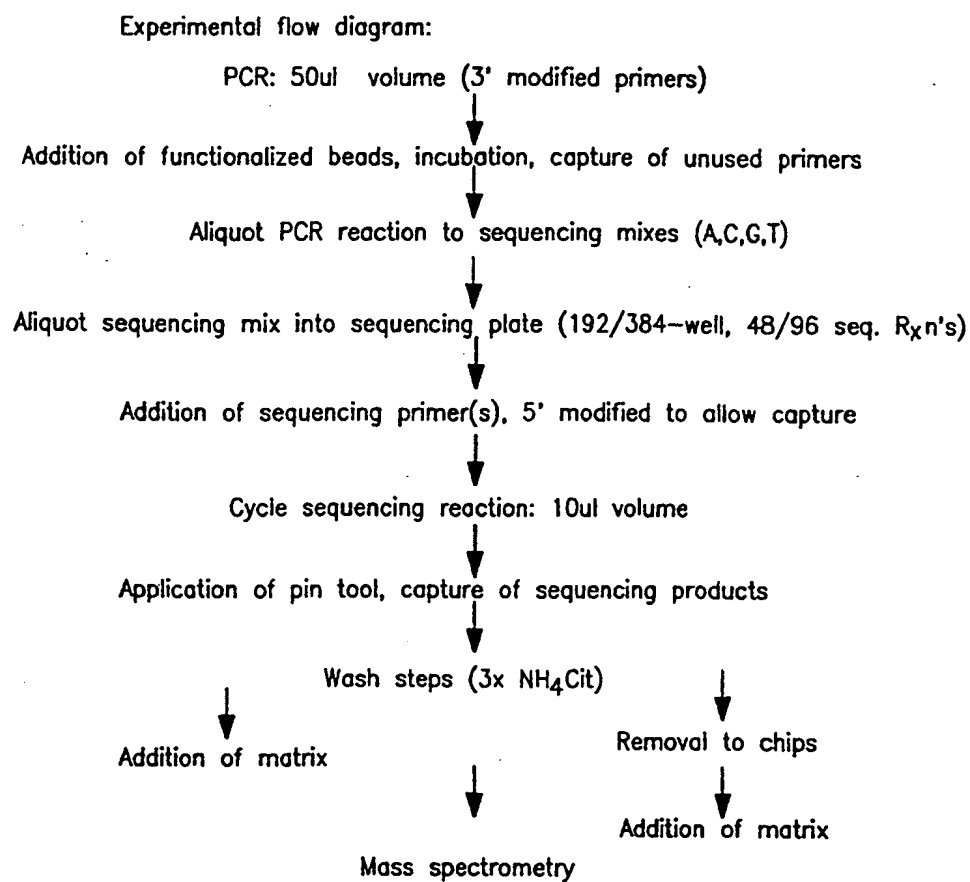 Experimental flow diagram:
PCR: 50ul volume (3' modified primers)
Addition of functionalized beads, incubation, capture of unused primers
Aliquot PCR reaction to sequencing mixes (A,C,G,T)
Aliquot sequencing mix into sequencing plate (192/384-well, 48/96 seq. Rxn's)
Addition of sequencing primer(s), 5' modified to allow capture
Cycle sequencing reaction: 10ul volume
Application of pin tool, capture of sequencing products
Wash steps (3x NH4Cit)
Addition of matrix
Removal to chips
Addition of matrix
Mass spectrometry